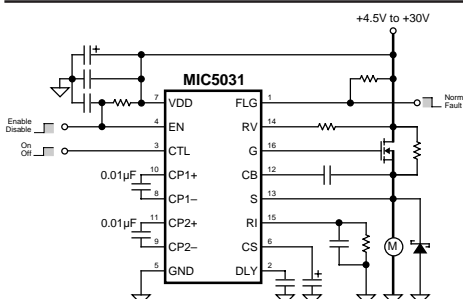 +4.5V to +30V
MIC5031
7 VDD FLG 1
Norm
Fault
Enable
Disable
4 EN RV 14
On
Off
3 CTL G 16
0.01µF
10 CP1+ CB 12
8 CP1– S 13
0.01µF
11 CP2+ RI 15
9 CP2– CS 6
M
5 GND DLY 2